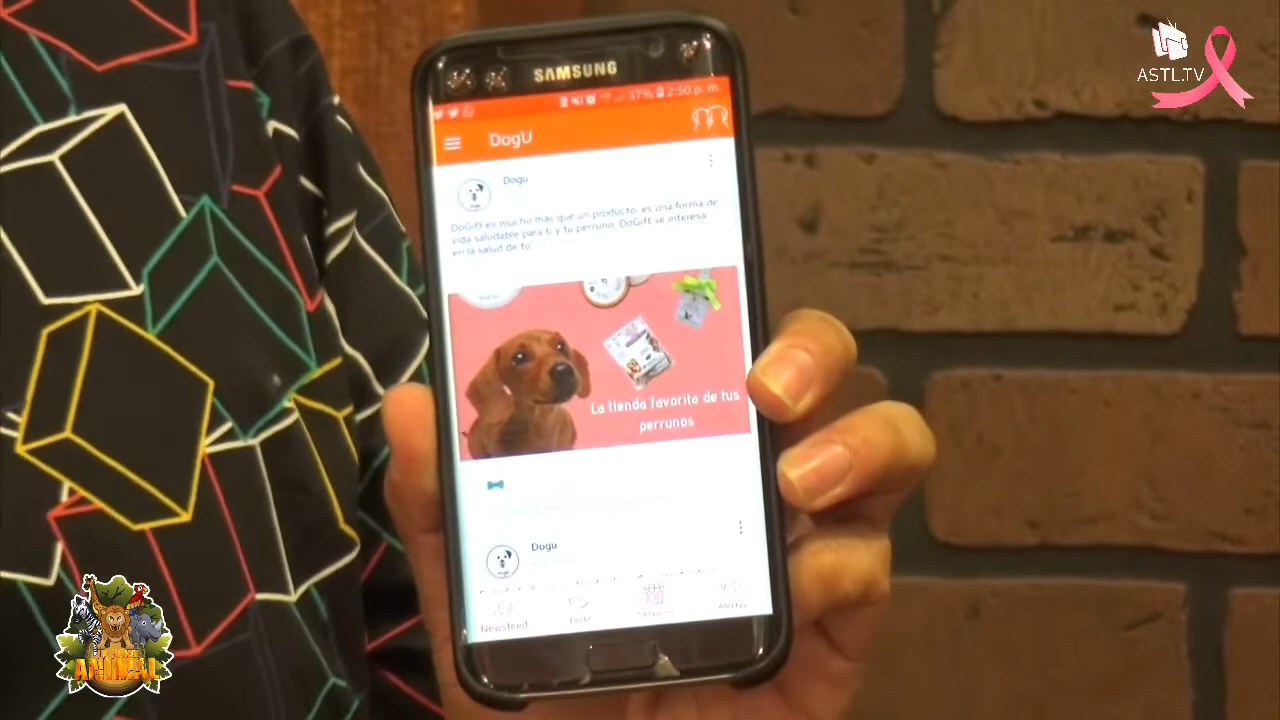 ASTL.TV
SAMSUNG
37% 2:50 p. m.
DogU
Dogu
DoGift es mucho más que un producto, es una forma de
vida saludable para ti y tu perruno. DoGift se interesa
en la salud de tu
La tienda favorita de tus
perrunos
Dogu
Newsfeed
Perfil
Alertas
ANIMAL